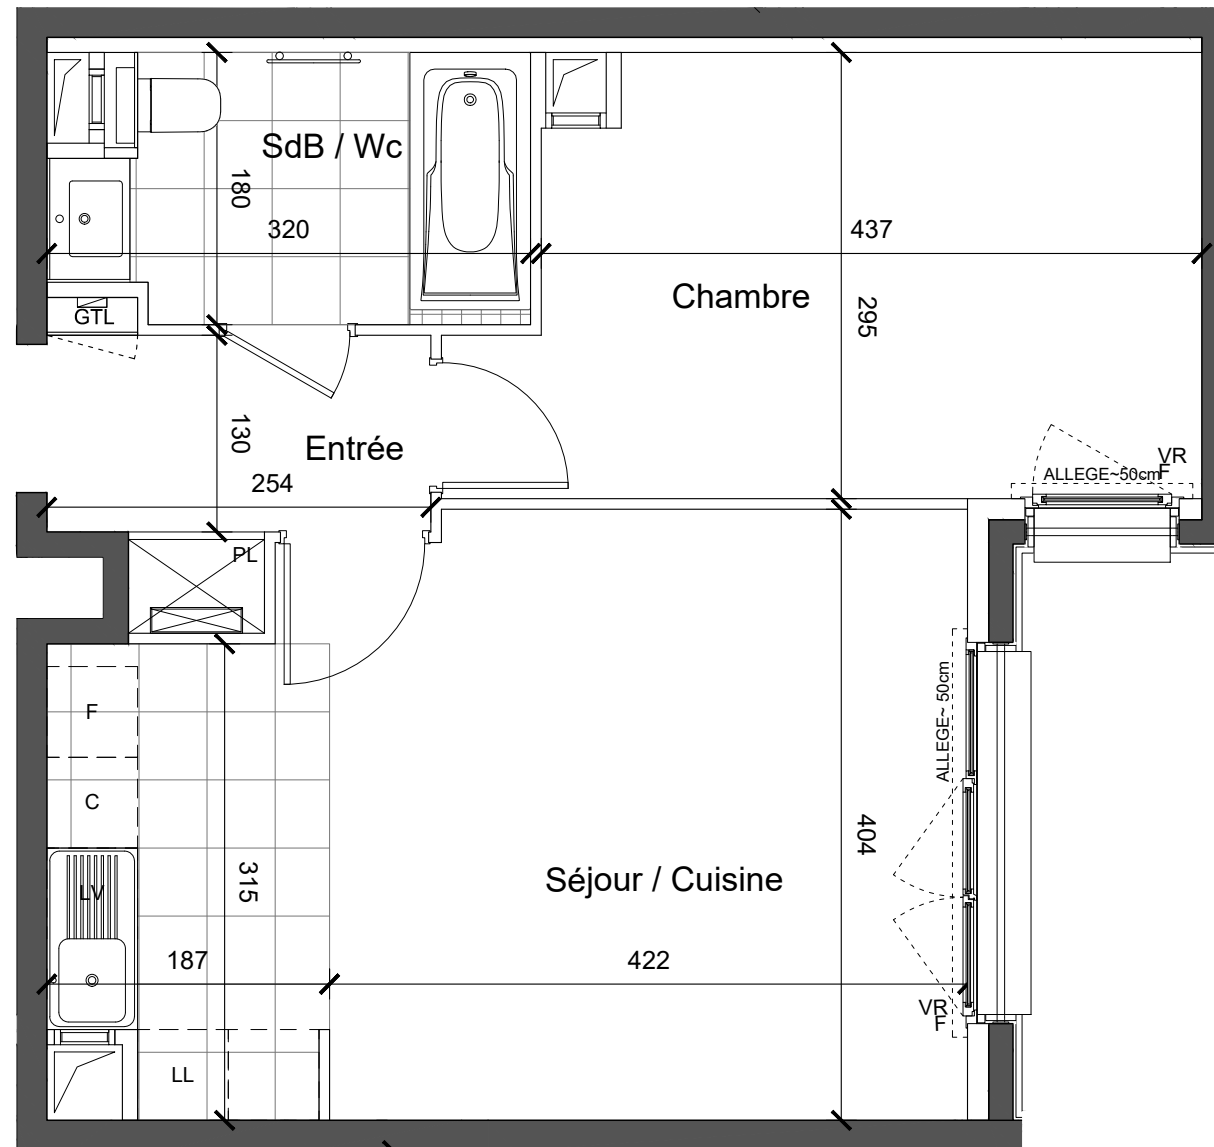 SdB / Wc
180
320
437
Chambre
295
GTL
130
Entrée
254
VR
F
ALLEGE~50cm
PL
F
C
LV
315
187
ALLEGE~ 50cm
404
Séjour / Cuisine
422
VR
F
LL